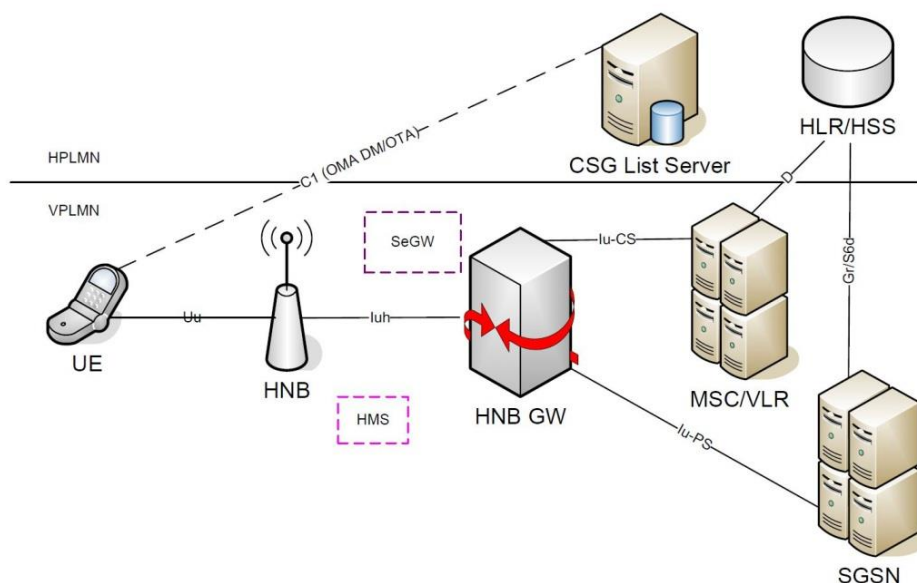 HLR/HSS
CSG List Server
C1 (OMA DM/OTA)
HPLMN
VPLMN
D
SeGW
Iu-CS
Gr/S6d
Uu
Iuh
UE
HNB
HNB GW
MSC/VLR
HMS
Iu-PS
SGSN